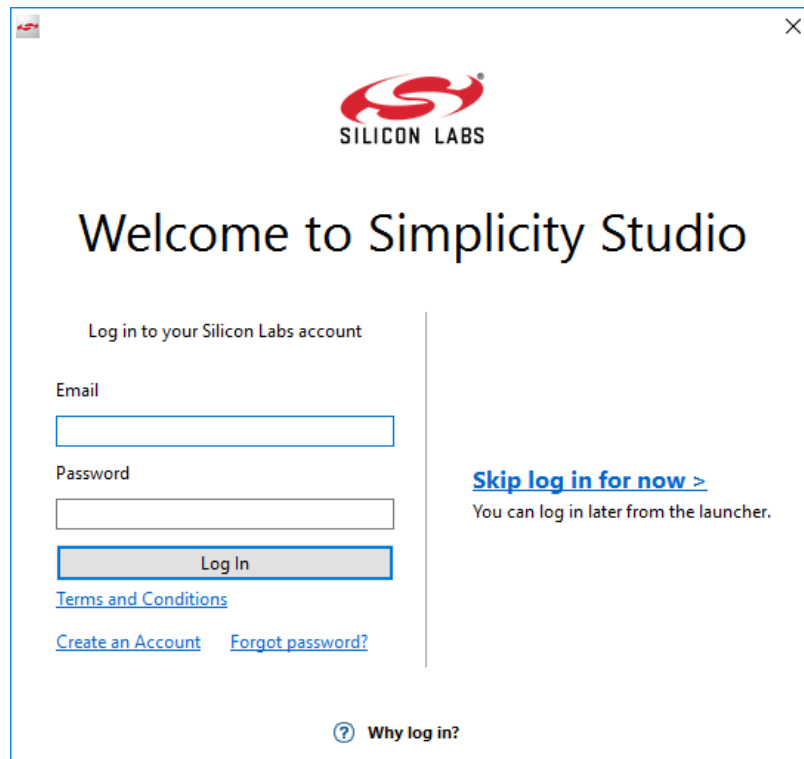 SILICON LABS
Welcome to Simplicity Studio
Log in to your Silicon Labs account
Email
Password
Log In
Terms and Conditions
Create an Account Forgot password?
Skip log in for now >
You can log in later from the launcher.
? Why log in?